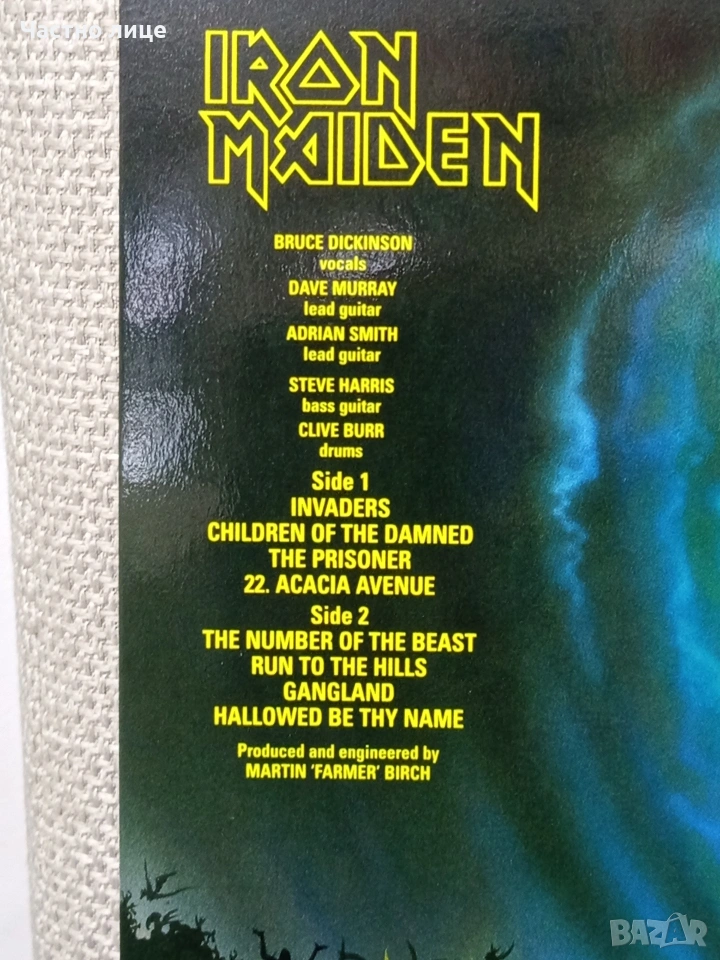 Частно лице
IRON
MAIDEN
BRUCE DICKINSON
vocals
DAVE MURRAY
lead guitar
ADRIAN SMITH
lead guitar
STEVE HARRIS
bass guitar
CLIVE BURR
drums
Side 1
INVADERS
CHILDREN OF THE DAMNED
THE PRISONER
22. ACACIA AVENUE
Side 2
THE NUMBER OF THE BEAST
RUN TO THE HILLS
GANGLAND
HALLOWED BE THY NAME
Produced and engineered by
MARTIN 'FARMER' BIRCH
BAZAR